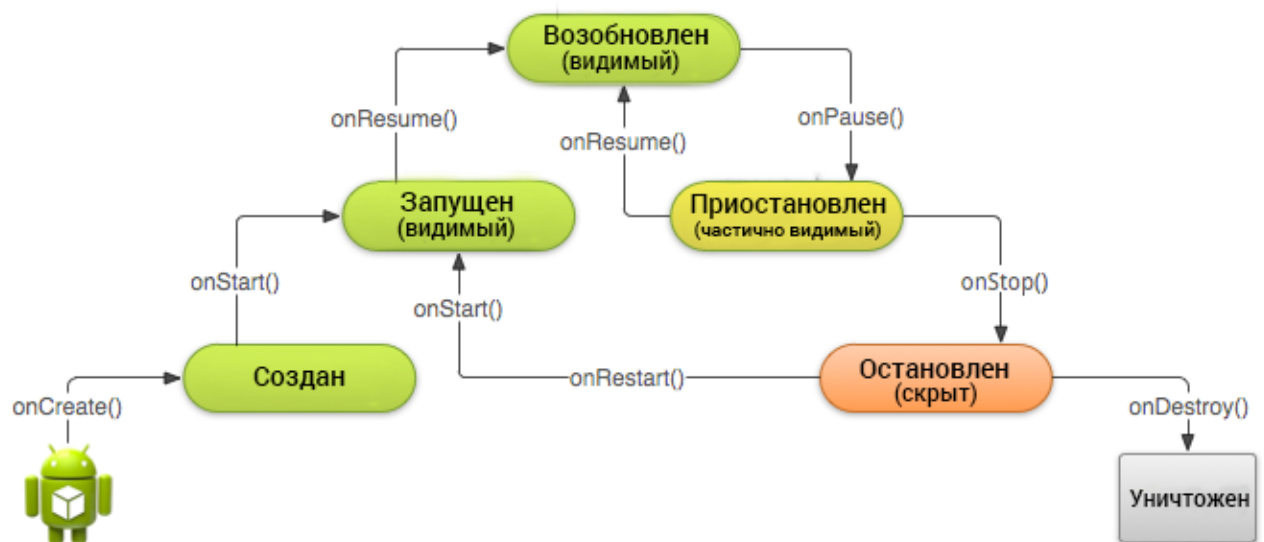 Возобновлен
(видимый)
onResume()
onPause()
onResume()
Запущен
(видимый)
Приостановлен
(частично видимый)
onStart()
onStart()
onStop()
Создан
onRestart()
Остановлен
(скрыт)
onCreate()
onDestroy()
Уничтожен